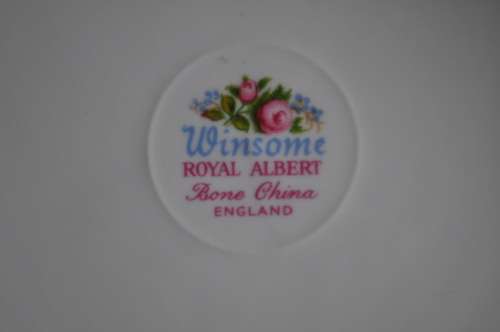 Winsome
ROYAL ALBERT
Bone China
ENGLAND